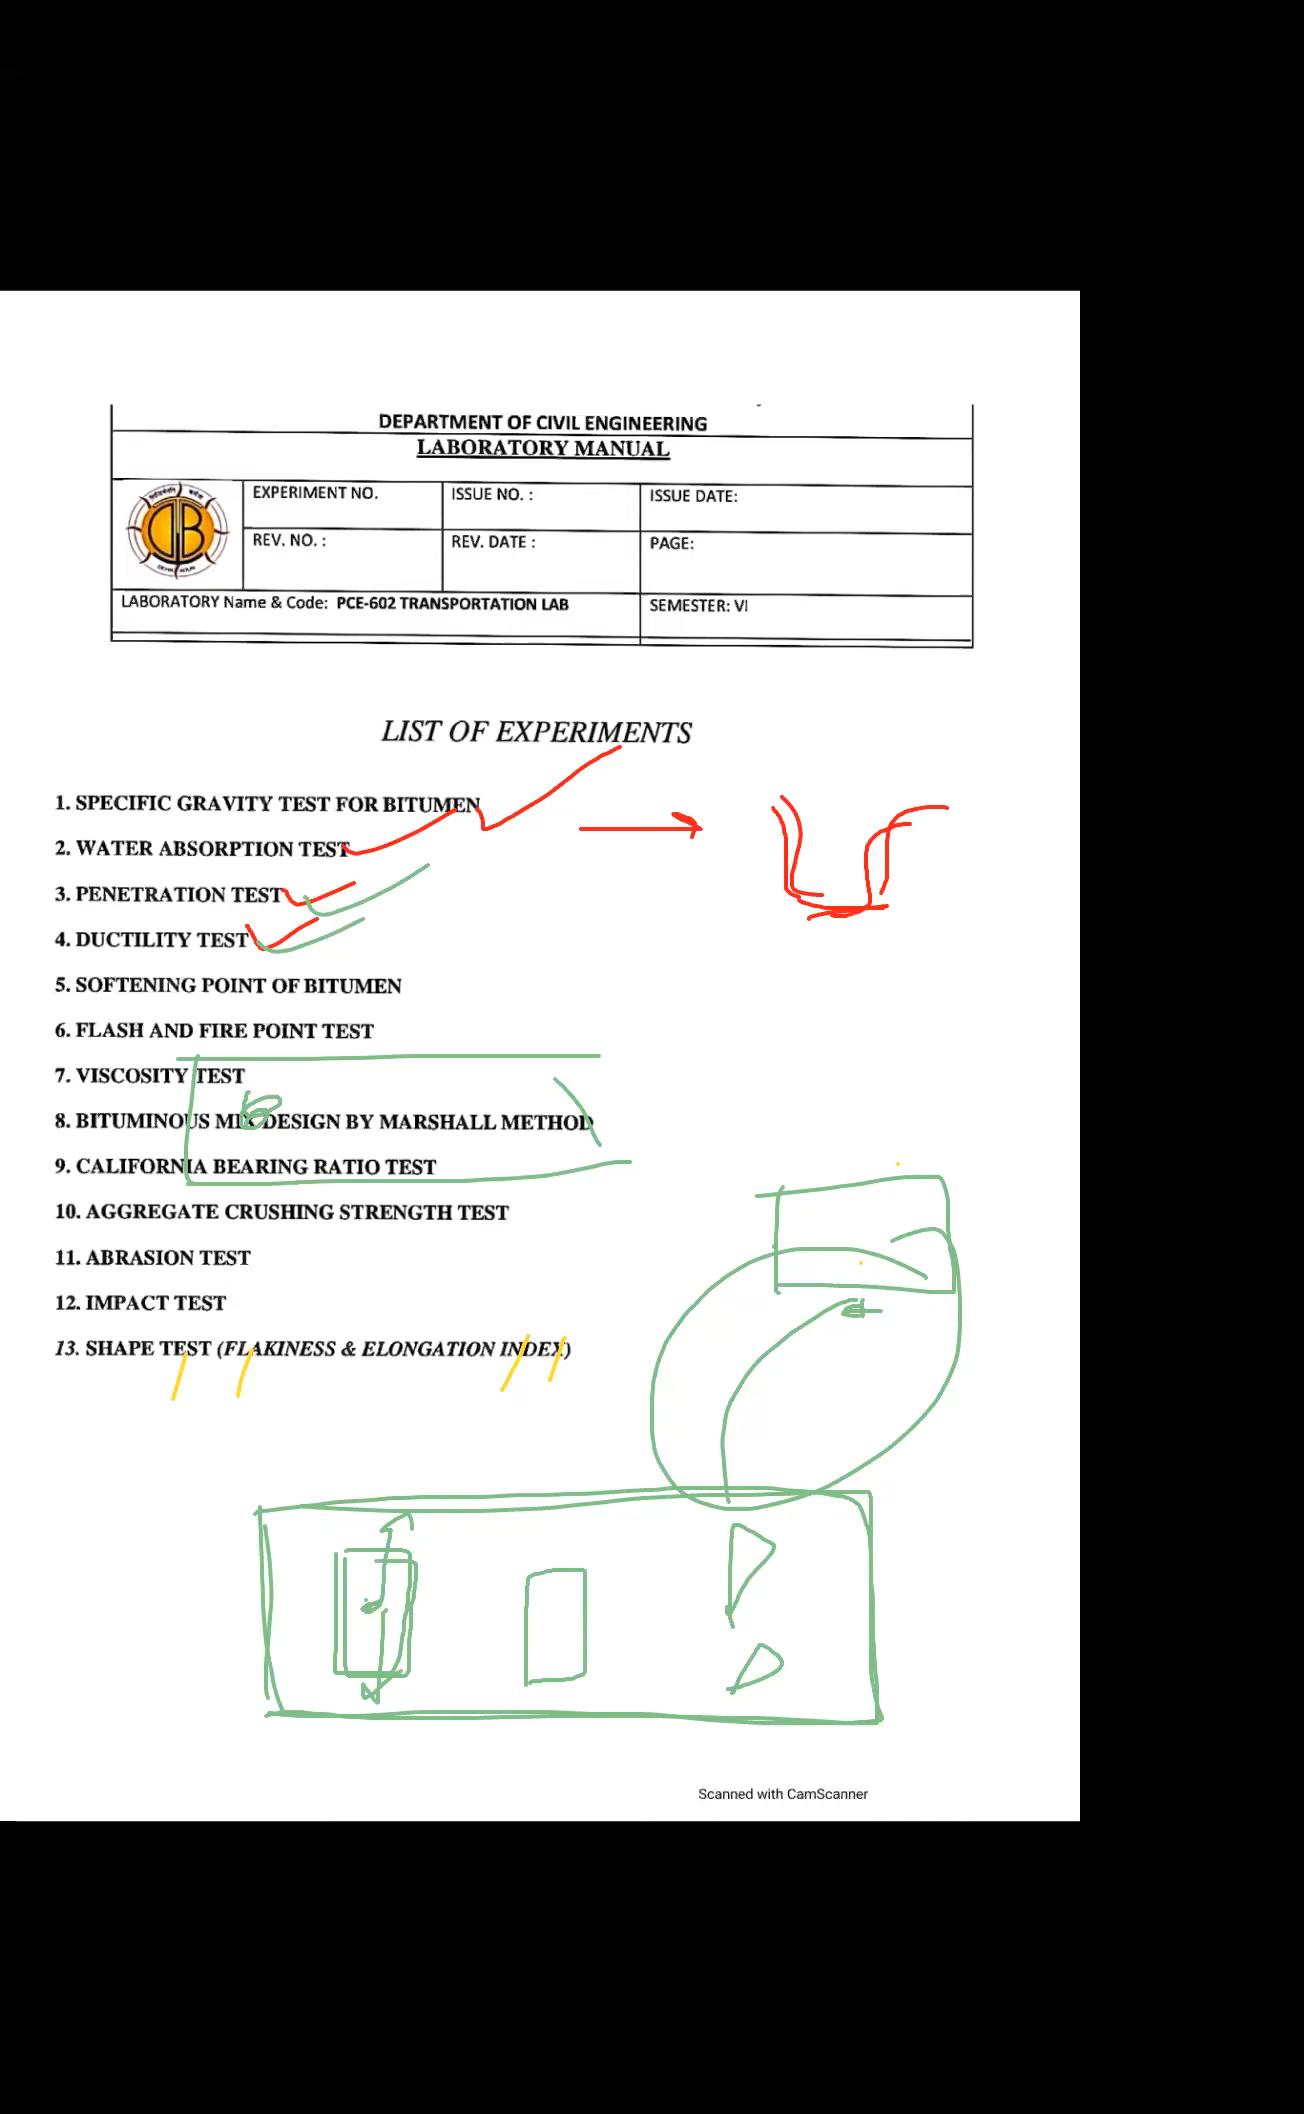 DEPARTMENT OF CIVIL ENGINEERING
LABORATORY MANUAL
EXPERIMENT NO.
ISSUE NO. :
ISSUE DATE:
REV. NO. :
REV. DATE :
PAGE:
LABORATORY Name & Code: PCE-602 TRANSPORTATION LAB
SEMESTER: VI
LIST OF EXPERIMENTS
1. SPECIFIC GRAVITY TEST FOR BITUMEN
2. WATER ABSORPTION TEST
3. PENETRATION TEST
4. DUCTILITY TEST
5. SOFTENING POINT OF BITUMEN
6. FLASH AND FIRE POINT TEST
7. VISCOSITY TEST
8. BITUMINOUS MIX DESIGN BY MARSHALL METHOD
9. CALIFORNIA BEARING RATIO TEST
10. AGGREGATE CRUSHING STRENGTH TEST
11. ABRASION TEST
12. IMPACT TEST
13. SHAPE TEST (FLAKINESS & ELONGATION INDEX)
Scanned with CamScanner